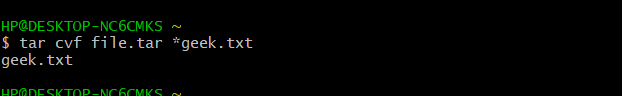 HP@DESKTOP-NC6CMKS ~
$ tar cvf file.tar *geek.txt
geek.txt
HP@DESKTOP-NC6CMKS ~